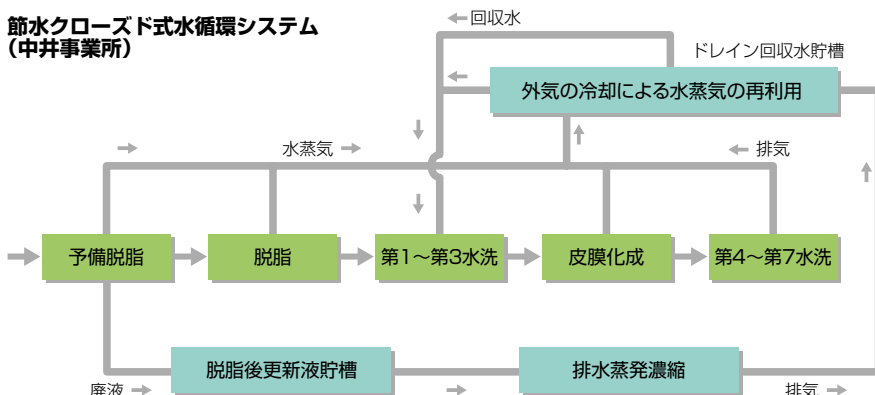 節水クローズド式水循環システム
（中井事業所）
回収水
ドレイン回収水貯槽
外気の冷却による水蒸気の再利用
水蒸気
排気
予備脱脂
脱脂
第1～第3水洗
皮膜化成
第4～第7水洗
脱脂後更新液貯槽
排水蒸発濃縮
廃液
排気